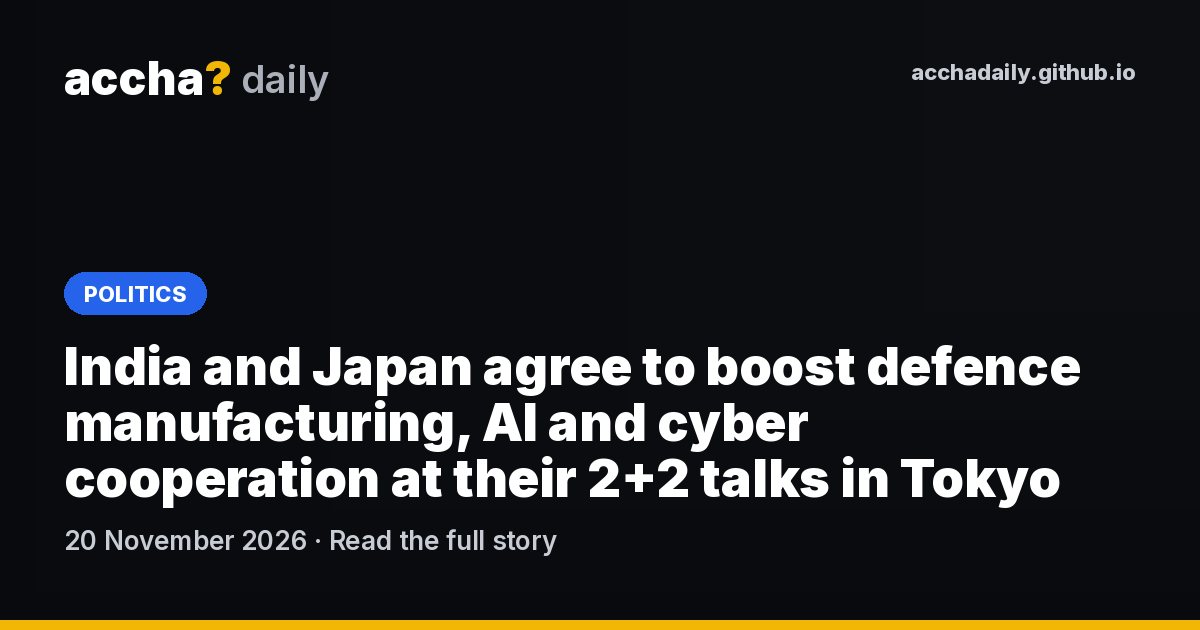 accha? daily
acchadaily.github.io
POLITICS
India and Japan agree to boost defence
manufacturing, AI and cyber
cooperation at their 2+2 talks in Tokyo
20 November 2026 · Read the full story